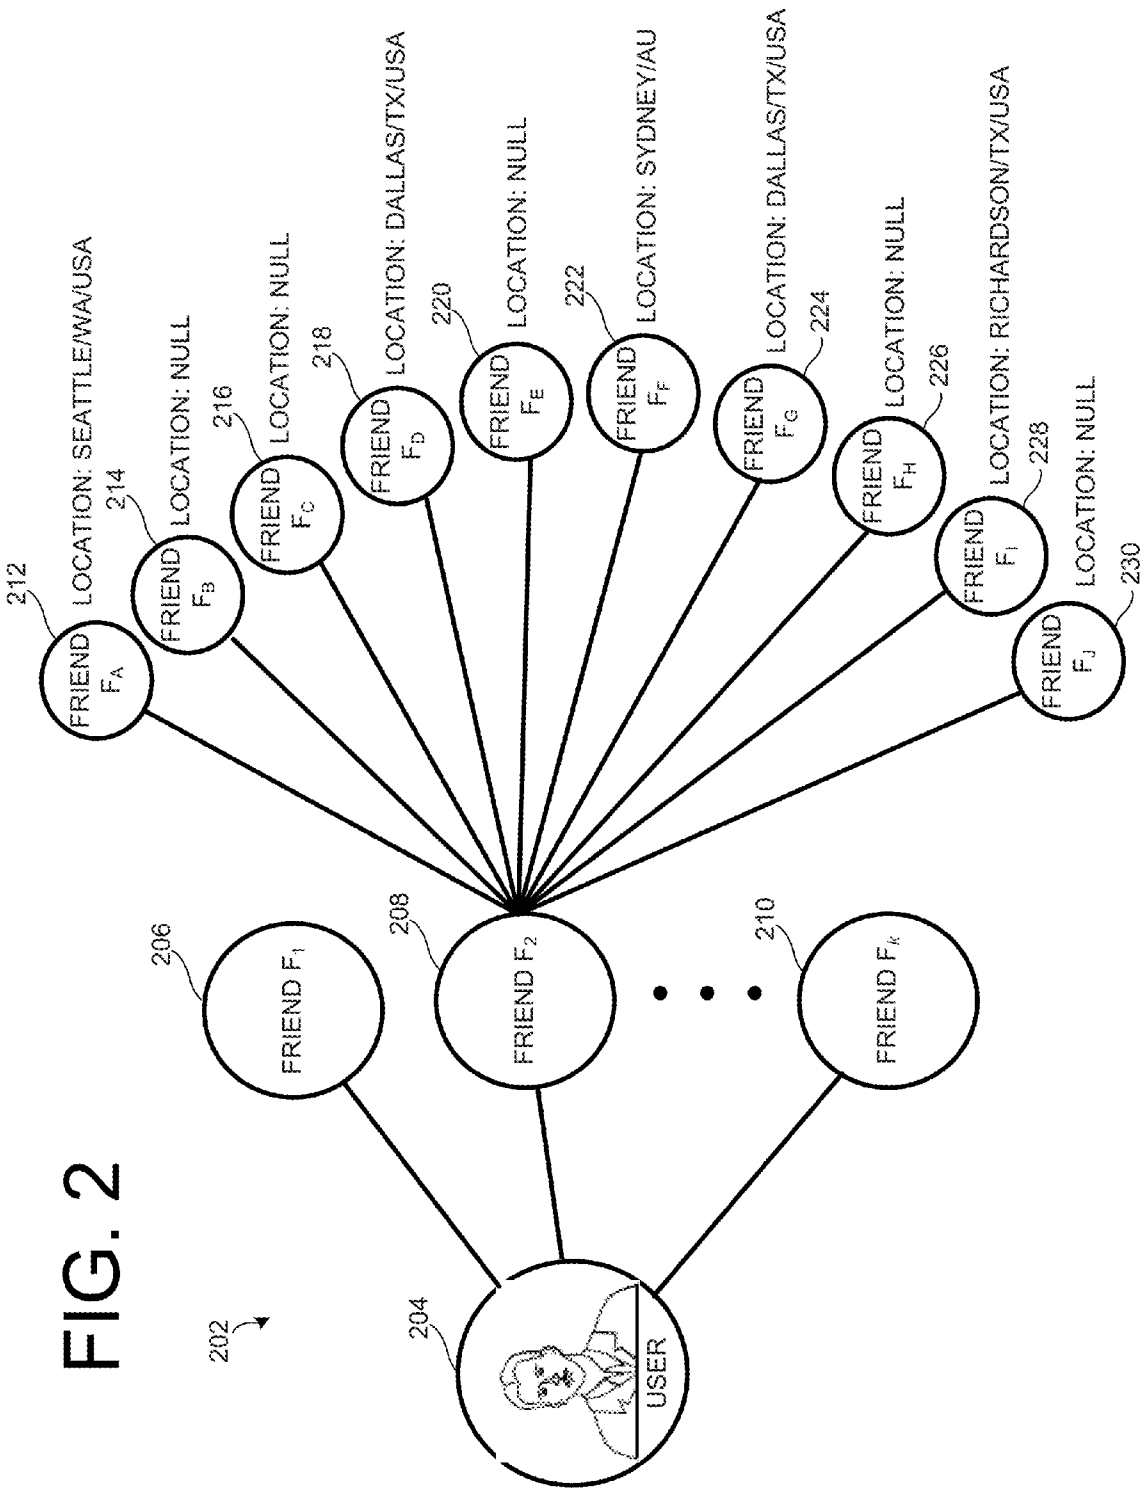 FIG. 2
202
204
USER
206
FRIEND F1
208
FRIEND F2
210
FRIEND Fk
212
FRIEND
FA
LOCATION: SEATTLE/WA/USA
214
FRIEND
FB
LOCATION: NULL
216
FRIEND
FC
LOCATION: NULL
218
FRIEND
FD
LOCATION: DALLAS/TX/USA
220
FRIEND
FE
LOCATION: NULL
222
FRIEND
FF
LOCATION: SYDNEY/AU
224
FRIEND
FG
LOCATION: DALLAS/TX/USA
226
FRIEND
FH
LOCATION: NULL
228
FRIEND
FI
LOCATION: RICHARDSON/TX/USA
230
FRIEND
FJ
LOCATION: NULL